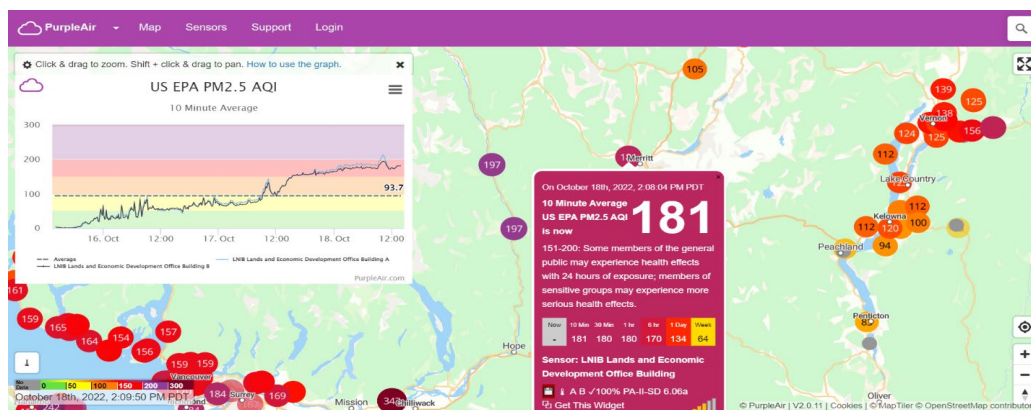 PurpleAir Map Sensors Support Login
Click & drag to zoom. Shift + click & drag to pan. How to use the graph.
US EPA PM2.5 AQI
10 Minute Average
300
200
100
0
93.7
16. Oct 12:00 17. Oct 12:00 18. Oct 12:00
Average
LNIB Lands and Economic Development Office Building A
LNIB Lands and Economic Development Office Building B
PurpleAir.com
105
139
125
138
Vernon
156
124
125
112
Lake Country
112
Kelowna
112
120
100
Peachland
94
Penticton
Oliver
197
Merritt
197
On October 18th, 2022, 2:08:04 PM PDT
10 Minute Average
US EPA PM2.5 AQI
is now
181
151-200: Some members of the general
public may experience health effects
with 24 hours of exposure; members of
sensitive groups may experience more
serious health effects.
Now 10 Min 30 Min 1 hr 6 hr 1 Day Week
- 181 180 180 170 134 64
Sensor: LNIB Lands and Economic
Development Office Building
A B ✓100% PA-II-SD 6.06a
Get This Widget
161
159
165
164
154
157
156
159
159
Vancouver
184
Surrey
169
Hope
Mission
Chilliwack
No Data 0 50 100 150 200 300
October 18th, 2022, 2:09:50 PM PDT
242
© PurpleAir | V2.0.11 | Cookies | © MapTiler © OpenStreetMap contributors